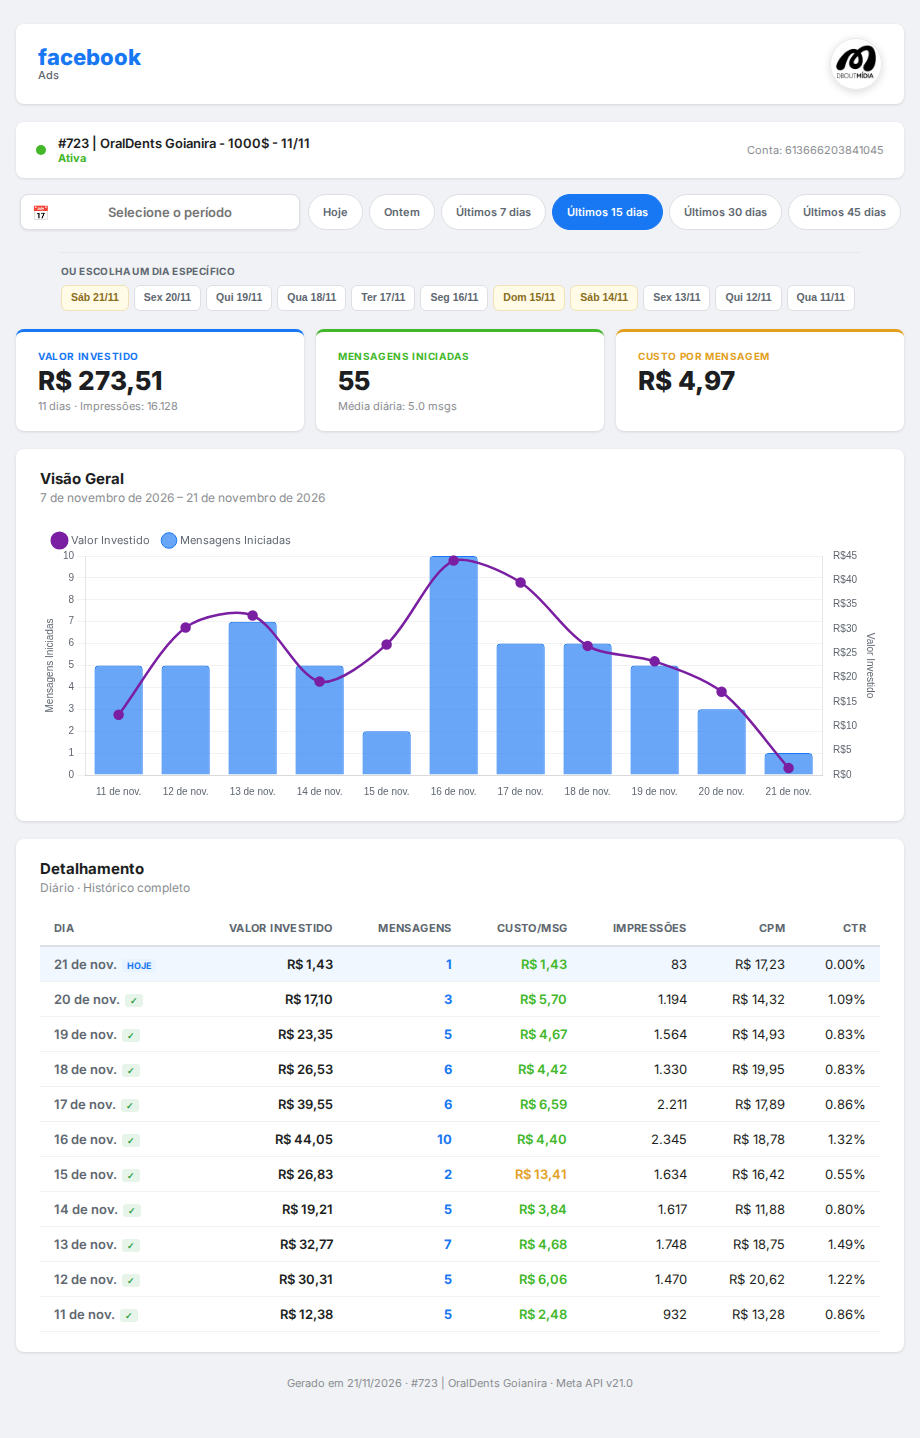 facebook
Ads
DBOUTMÍDIA
#723 | OralDents Goianira - 1000$ - 11/11
Ativa
Conta: 613666203841045
📅 Selecione o período
Hoje
Ontem
Últimos 7 dias
Últimos 15 dias
Últimos 30 dias
Últimos 45 dias
OU ESCOLHA UM DIA ESPECÍFICO
Sáb 21/11
Sex 20/11
Qui 19/11
Qua 18/11
Ter 17/11
Seg 16/11
Dom 15/11
Sáb 14/11
Sex 13/11
Qui 12/11
Qua 11/11
VALOR INVESTIDO
R$ 273,51
11 dias · Impressões: 16.128
MENSAGENS INICIADAS
55
Média diária: 5.0 msgs
CUSTO POR MENSAGEM
R$ 4,97
Visão Geral
7 de novembro de 2026 – 21 de novembro de 2026
Valor Investido
Mensagens Iniciadas
Mensagens Iniciadas
10
9
8
7
6
5
4
3
2
1
0
R$45
R$40
R$35
R$30
R$25
R$20
R$15
R$10
R$5
R$0
Valor Investido
11 de nov.
12 de nov.
13 de nov.
14 de nov.
15 de nov.
16 de nov.
17 de nov.
18 de nov.
19 de nov.
20 de nov.
21 de nov.
Detalhamento
Diário · Histórico completo
DIA VALOR INVESTIDO MENSAGENS CUSTO/MSG IMPRESSÕES CPM CTR
21 de nov. HOJE R$ 1,43 1 R$ 1,43 83 R$ 17,23 0.00%
20 de nov. ✓ R$ 17,10 3 R$ 5,70 1.194 R$ 14,32 1.09%
19 de nov. ✓ R$ 23,35 5 R$ 4,67 1.564 R$ 14,93 0.83%
18 de nov. ✓ R$ 26,53 6 R$ 4,42 1.330 R$ 19,95 0.83%
17 de nov. ✓ R$ 39,55 6 R$ 6,59 2.211 R$ 17,89 0.86%
16 de nov. ✓ R$ 44,05 10 R$ 4,40 2.345 R$ 18,78 1.32%
15 de nov. ✓ R$ 26,83 2 R$ 13,41 1.634 R$ 16,42 0.55%
14 de nov. ✓ R$ 19,21 5 R$ 3,84 1.617 R$ 11,88 0.80%
13 de nov. ✓ R$ 32,77 7 R$ 4,68 1.748 R$ 18,75 1.49%
12 de nov. ✓ R$ 30,31 5 R$ 6,06 1.470 R$ 20,62 1.22%
11 de nov. ✓ R$ 12,38 5 R$ 2,48 932 R$ 13,28 0.86%
Gerado em 21/11/2026 · #723 | OralDents Goianira · Meta API v21.0